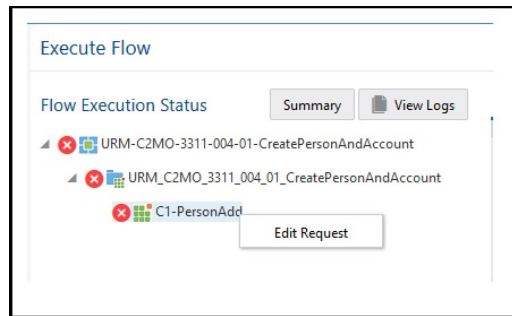 Execute Flow
Flow Execution Status
Summary
View Logs
URM-C2MO-3311-004-01-CreatePersonAndAccount
URM_C2MO_3311_004_01_CreatePersonAndAccount
C1-PersonAdd
Edit Request